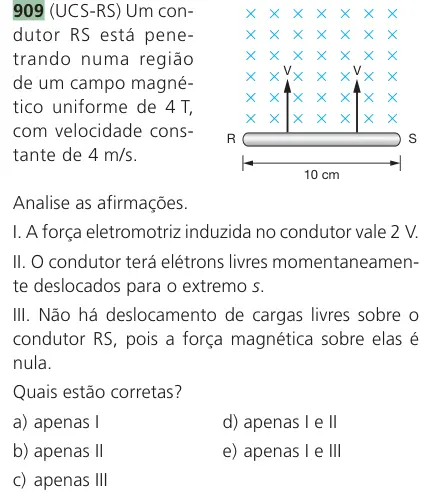 909 (UCS-RS) Um con-
dutor RS está pene-
trando numa região
de um campo magné-
tico uniforme de 4 T,
com velocidade cons-
tante de 4 m/s.
V V
R S
10 cm
Analise as afirmações.
I. A força eletromotriz induzida no condutor vale 2 V.
II. O condutor terá elétrons livres momentaneamen-
te deslocados para o extremo s.
III. Não há deslocamento de cargas livres sobre o
condutor RS, pois a força magnética sobre elas é
nula.
Quais estão corretas?
a) apenas I d) apenas I e II
b) apenas II e) apenas I e III
c) apenas III